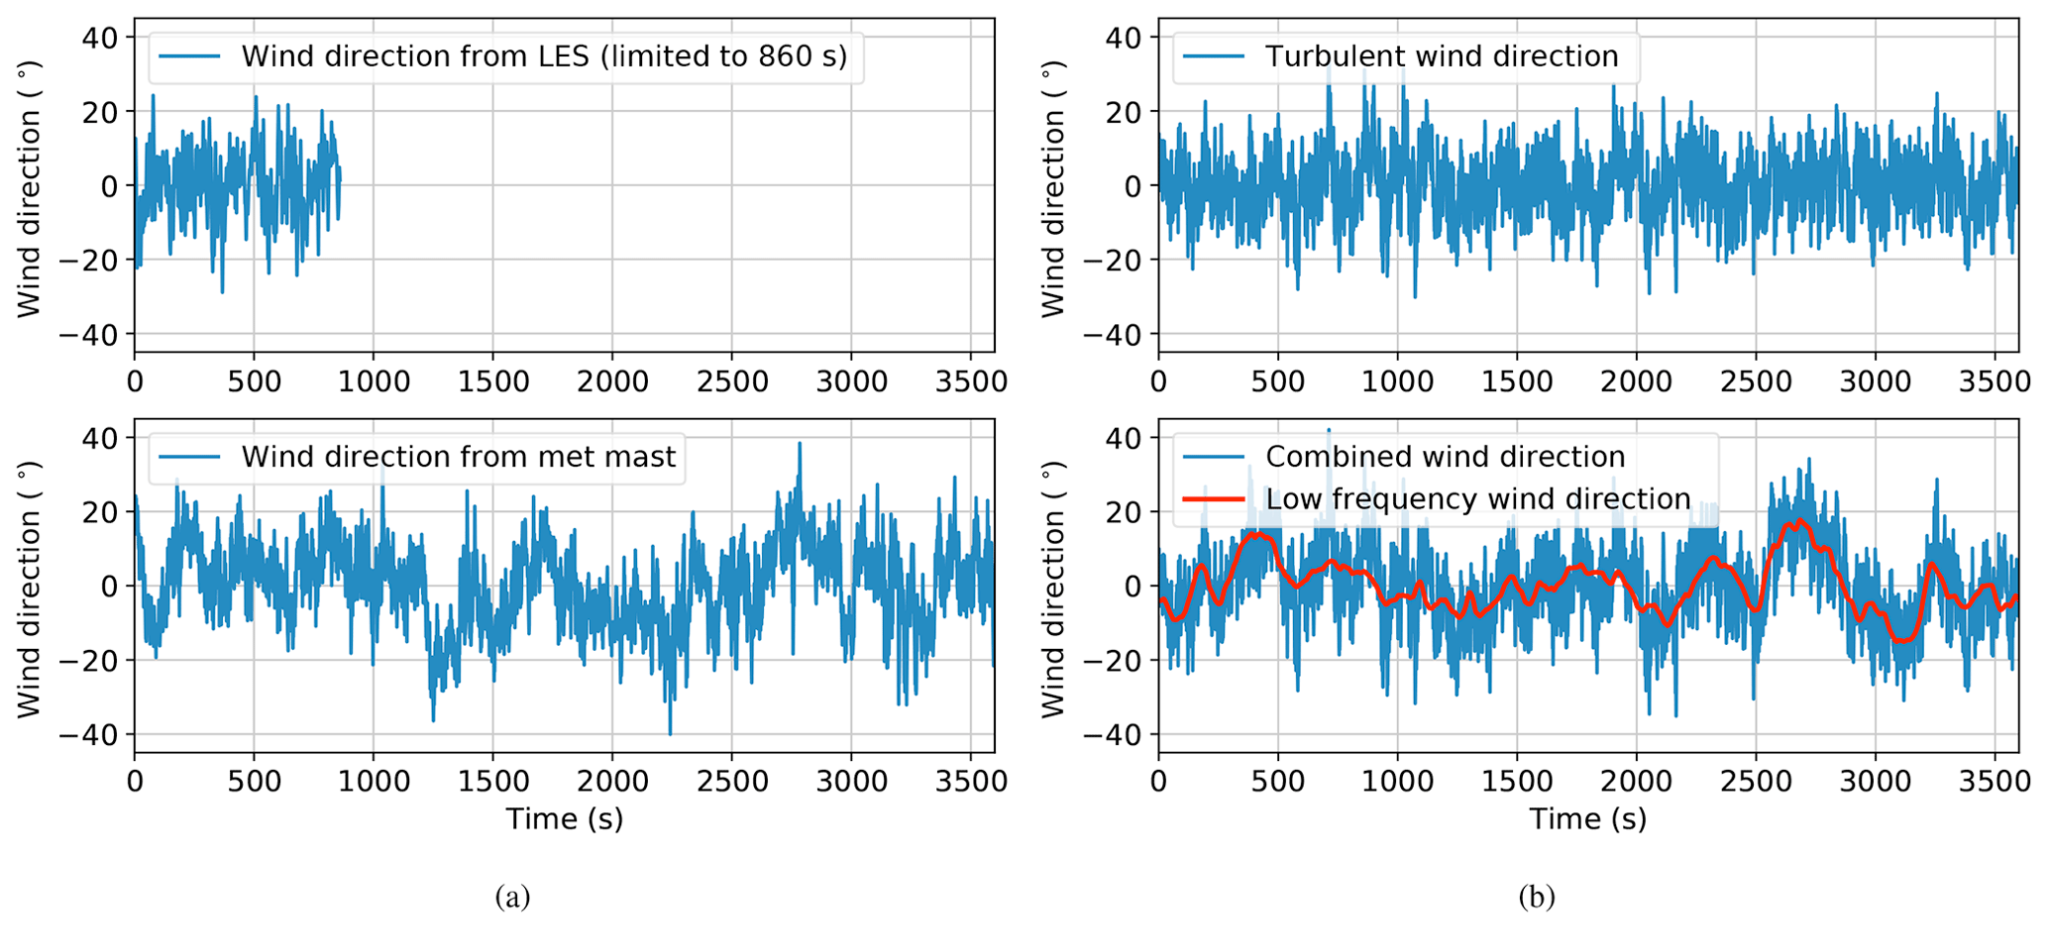 Wind direction from LES (limited to 860 s)
Wind direction ( °)
40
20
0
−20
−40
0 500 1000 1500 2000 2500 3000 3500
Turbulent wind direction
Wind direction ( °)
40
20
0
−20
−40
0 500 1000 1500 2000 2500 3000 3500
Wind direction from met mast
Wind direction ( °)
40
20
0
−20
−40
0 500 1000 1500 2000 2500 3000 3500
Time (s)
Combined wind direction
Low frequency wind direction
Wind direction ( °)
40
20
0
−20
−40
0 500 1000 1500 2000 2500 3000 3500
Time (s)
(a)
(b)